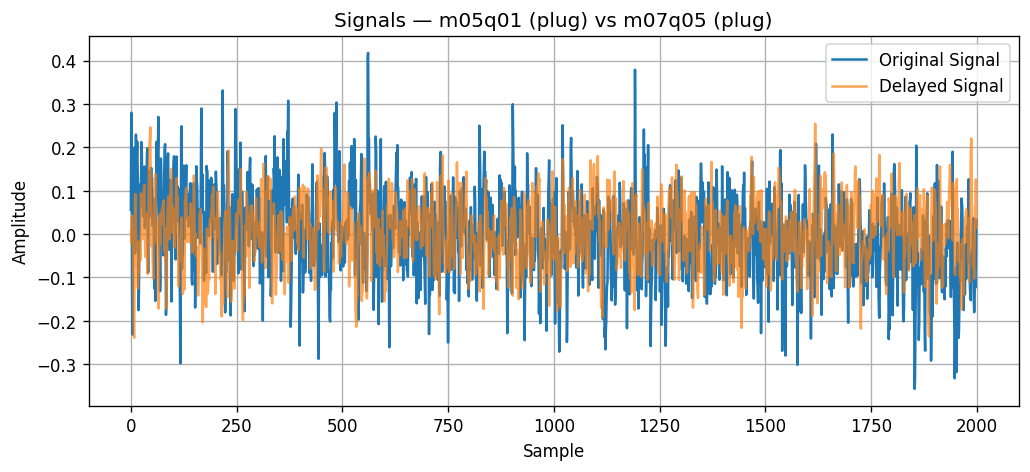 Signals — m05q01 (plug) vs m07q05 (plug)
Original Signal
Delayed Signal
Amplitude
0.4
0.3
0.2
0.1
0.0
−0.1
−0.2
−0.3
0 250 500 750 1000 1250 1500 1750 2000
Sample